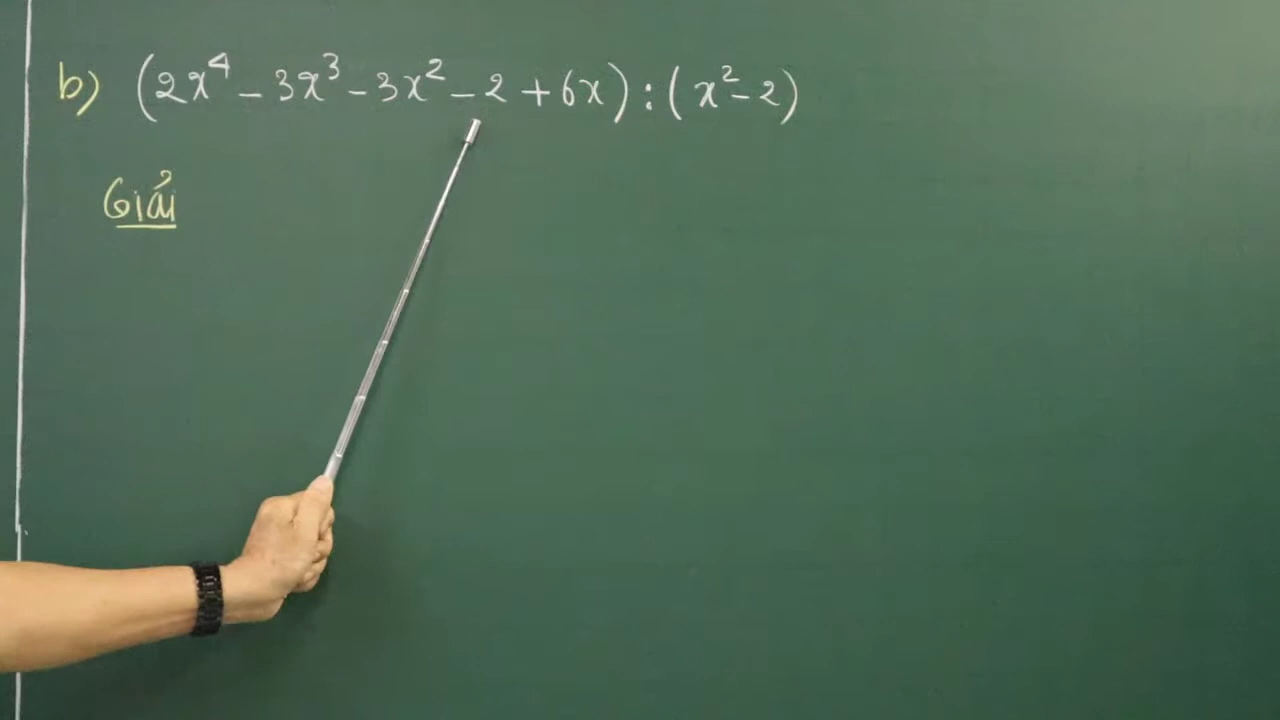 b) (2x⁴ - 3x³ - 3x² - 2 + 6x) : (x² - 2)
Giải